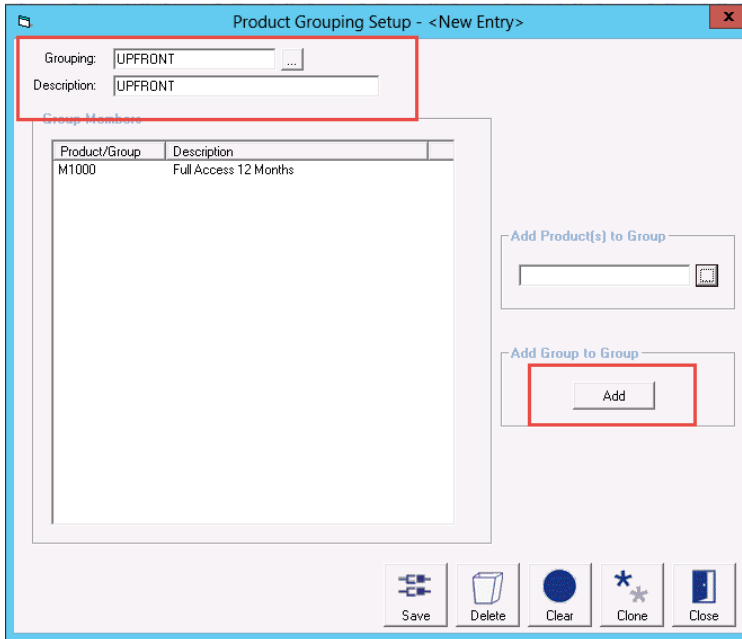 Product Grouping Setup - <New Entry>
x
Grouping: UPFRONT ...
Description: UPFRONT
Group Members
Product/Group Description
M1000 Full Access 12 Months
Add Product(s) to Group
...
Add Group to Group
Add
Save Delete Clear Clone Close